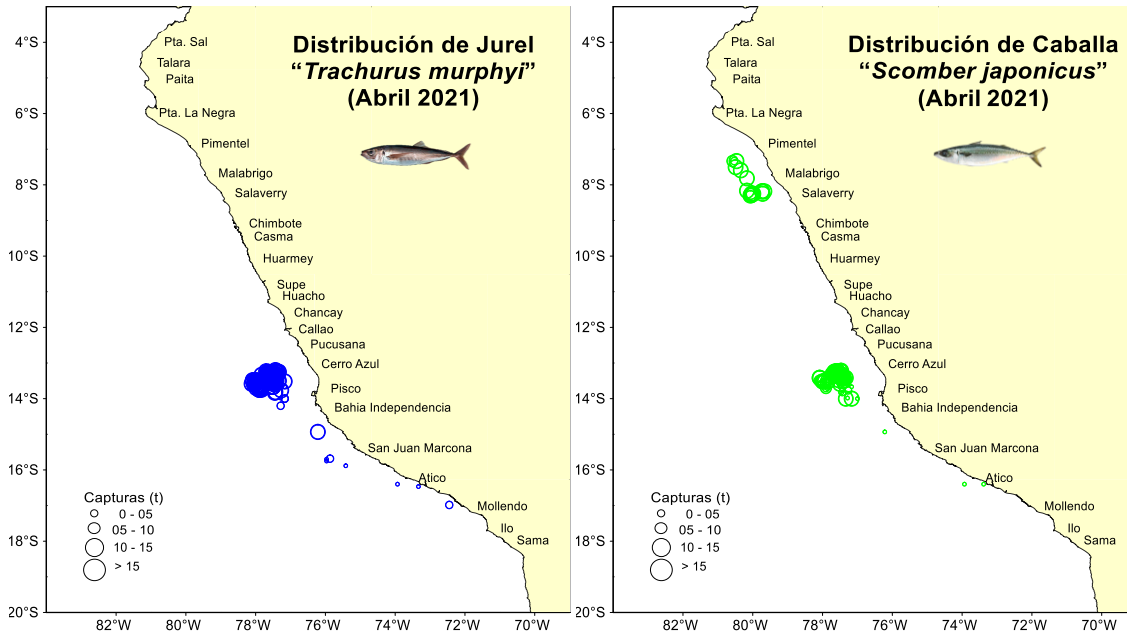 Distribución de Jurel
“Trachurus murphyi”
(Abril 2021)
4°S
6°S
8°S
10°S
12°S
14°S
16°S
18°S
20°S
Pta. Sal
Talara
Paita
Pta. La Negra
Pimentel
Malabrigo
Salaverry
Chimbote
Casma
Huarmey
Supe
Huacho
Chancay
Callao
Pucusana
Cerro Azul
Pisco
Bahia Independencia
San Juan Marcona
Atico
Mollendo
Ilo
Sama
Capturas (t)
0 - 05
05 - 10
10 - 15
> 15
82°W 80°W 78°W 76°W 74°W 72°W 70°W
Distribución de Caballa
“Scomber japonicus”
(Abril 2021)
4°S
6°S
8°S
10°S
12°S
14°S
16°S
18°S
20°S
Pta. Sal
Talara
Paita
Pta. La Negra
Pimentel
Malabrigo
Salaverry
Chimbote
Casma
Huarmey
Supe
Huacho
Chancay
Callao
Pucusana
Cerro Azul
Pisco
Bahia Independencia
San Juan Marcona
Atico
Mollendo
Ilo
Sama
Capturas (t)
0 - 05
05 - 10
10 - 15
> 15
82°W 80°W 78°W 76°W 74°W 72°W 70°W